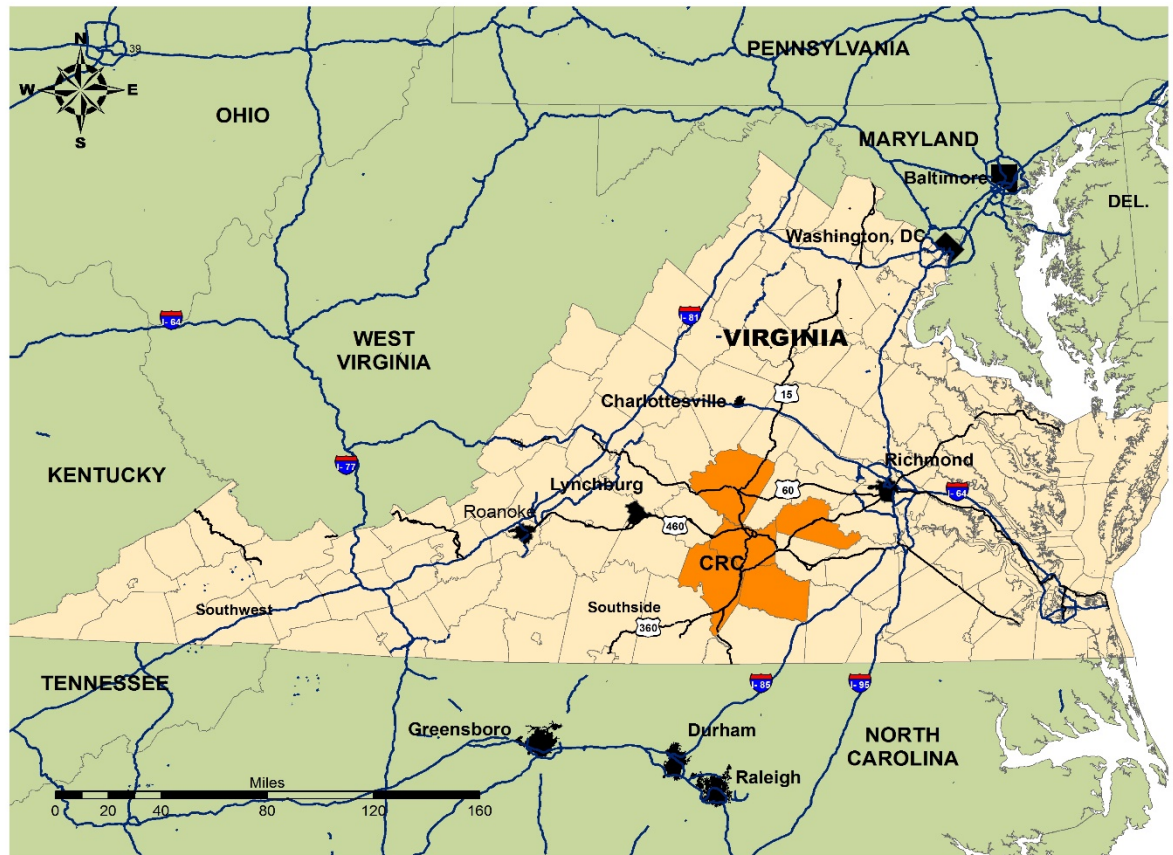 N
39
W
E
S
OHIO
PENNSYLVANIA
MARYLAND
Baltimore
DEL.
Washington, DC
I- 64
I- 81
WEST
VIRGINIA
VIRGINIA
Charlottesville
15
KENTUCKY
I- 77
Richmond
Lynchburg
60
I- 64
Roanoke
460
CRC
Southwest
Southside
360
TENNESSEE
I- 85
I- 95
Greensboro
Durham
NORTH
CAROLINA
Raleigh
Miles
0 20 40 80 120 160